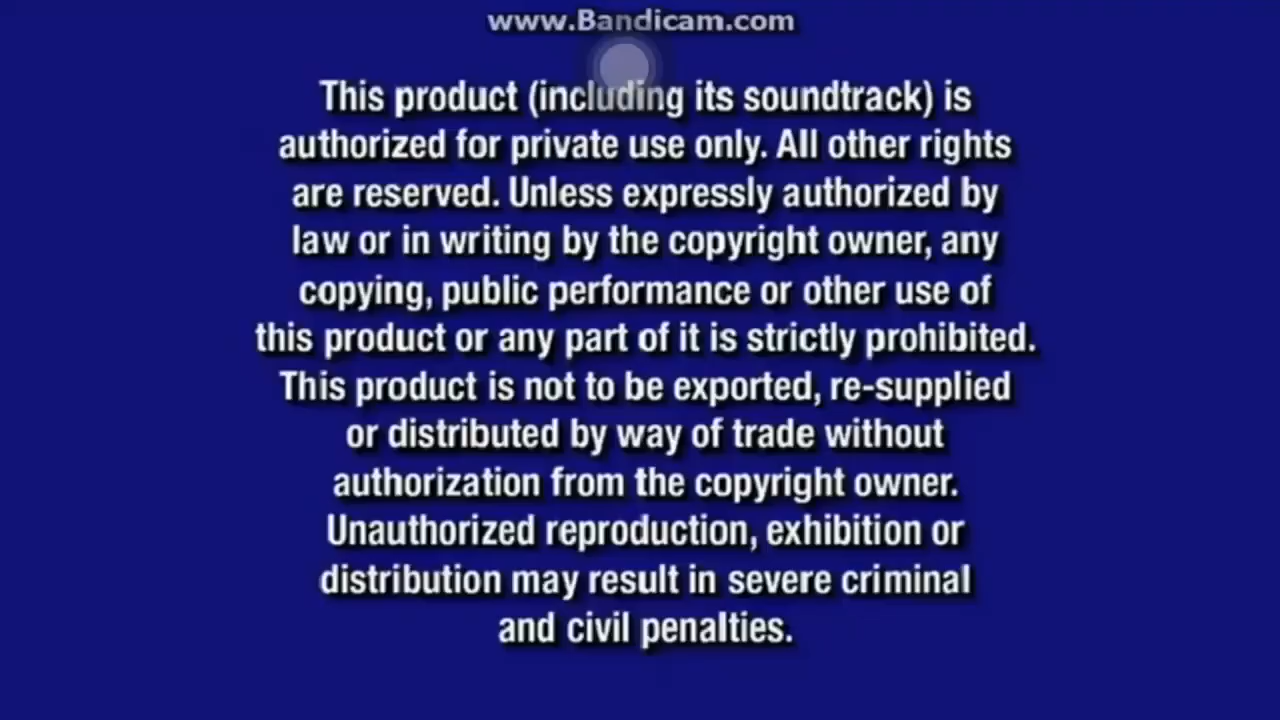 www.Bandicam.com
This product (including its soundtrack) is
authorized for private use only. All other rights
are reserved. Unless expressly authorized by
law or in writing by the copyright owner, any
copying, public performance or other use of
this product or any part of it is strictly prohibited.
This product is not to be exported, re-supplied
or distributed by way of trade without
authorization from the copyright owner.
Unauthorized reproduction, exhibition or
distribution may result in severe criminal
and civil penalties.